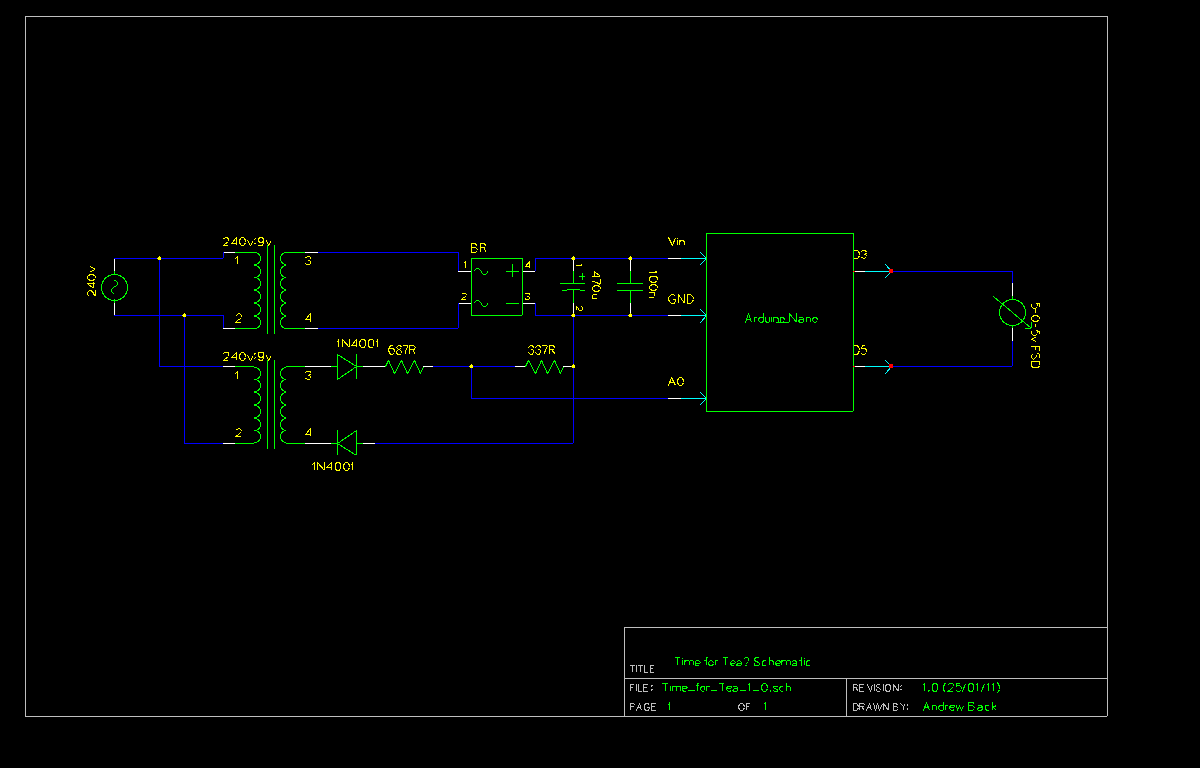 240v:9v
1
2
3
4
240v
BR
1
2
4
3
1
+
470u
2
100n
Vin
GND
A0
Arduino_Nano
D3
D5
5-0-5v FSD
240v:9v
1
2
3
4
1N4001
687R
337R
1N4001
TITLE Time for Tea? Schematic
FILE: Time_for_Tea_1_0.sch
REVISION: 1.0 (25/01/11)
PAGE 1 OF 1
DRAWN BY: Andrew Back